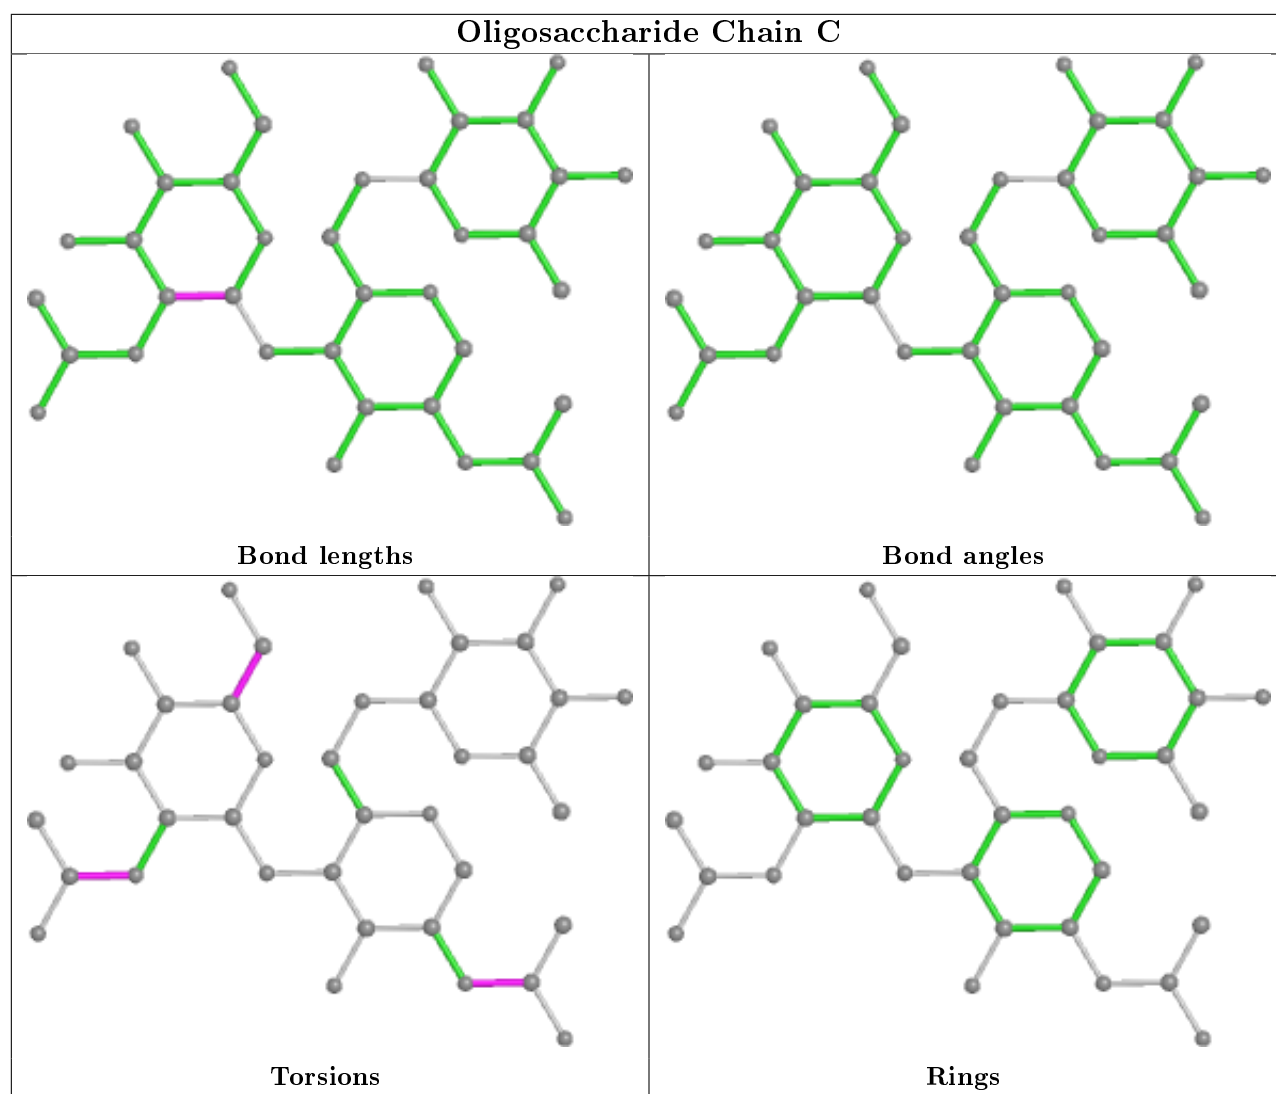 Oligosaccharide Chain C
Bond lengths
Bond angles
Torsions
Rings